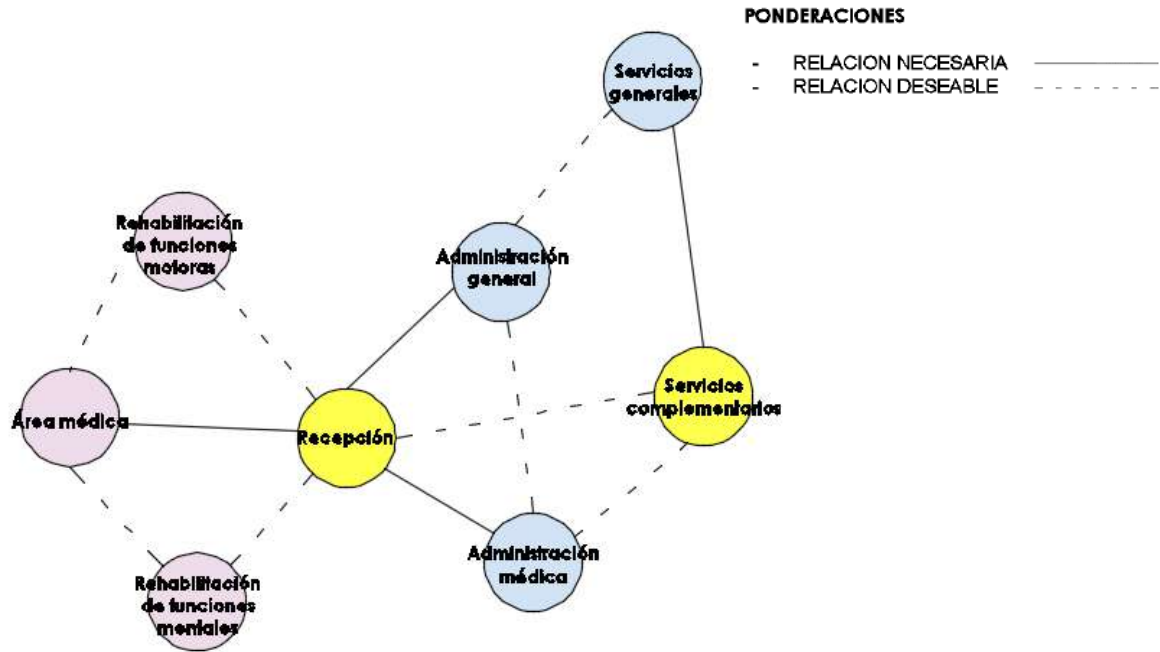 PONDERACIONES
- RELACION NECESARIA
- RELACION DESEABLE
Servicios
generales
Rehabilitación
de funciones
motoras
Administración
general
Servicios
complementarios
Área médica
Recepción
Administración
médica
Rehabilitación
de funciones
mentales